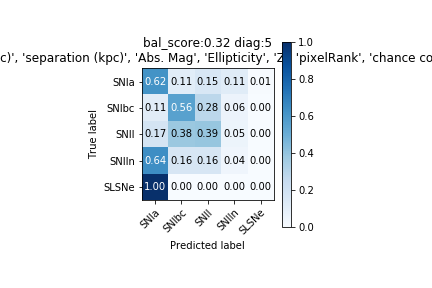 bal_score:0.32 diag:5
c)', 'separation (kpc)', 'Abs. Mag', 'Ellipticity', 'Z', 'pixelRank', 'chance co
True label
SNIa 0.62 0.11 0.15 0.11 0.01
SNIbc 0.11 0.56 0.28 0.06 0.00
SNII 0.17 0.38 0.39 0.05 0.00
SNIIn 0.64 0.16 0.16 0.04 0.00
SLSNe 1.00 0.00 0.00 0.00 0.00
SNIa SNIbc SNII SNIIn SLSNe
Predicted label
1.0
0.8
0.6
0.4
0.2
0.0